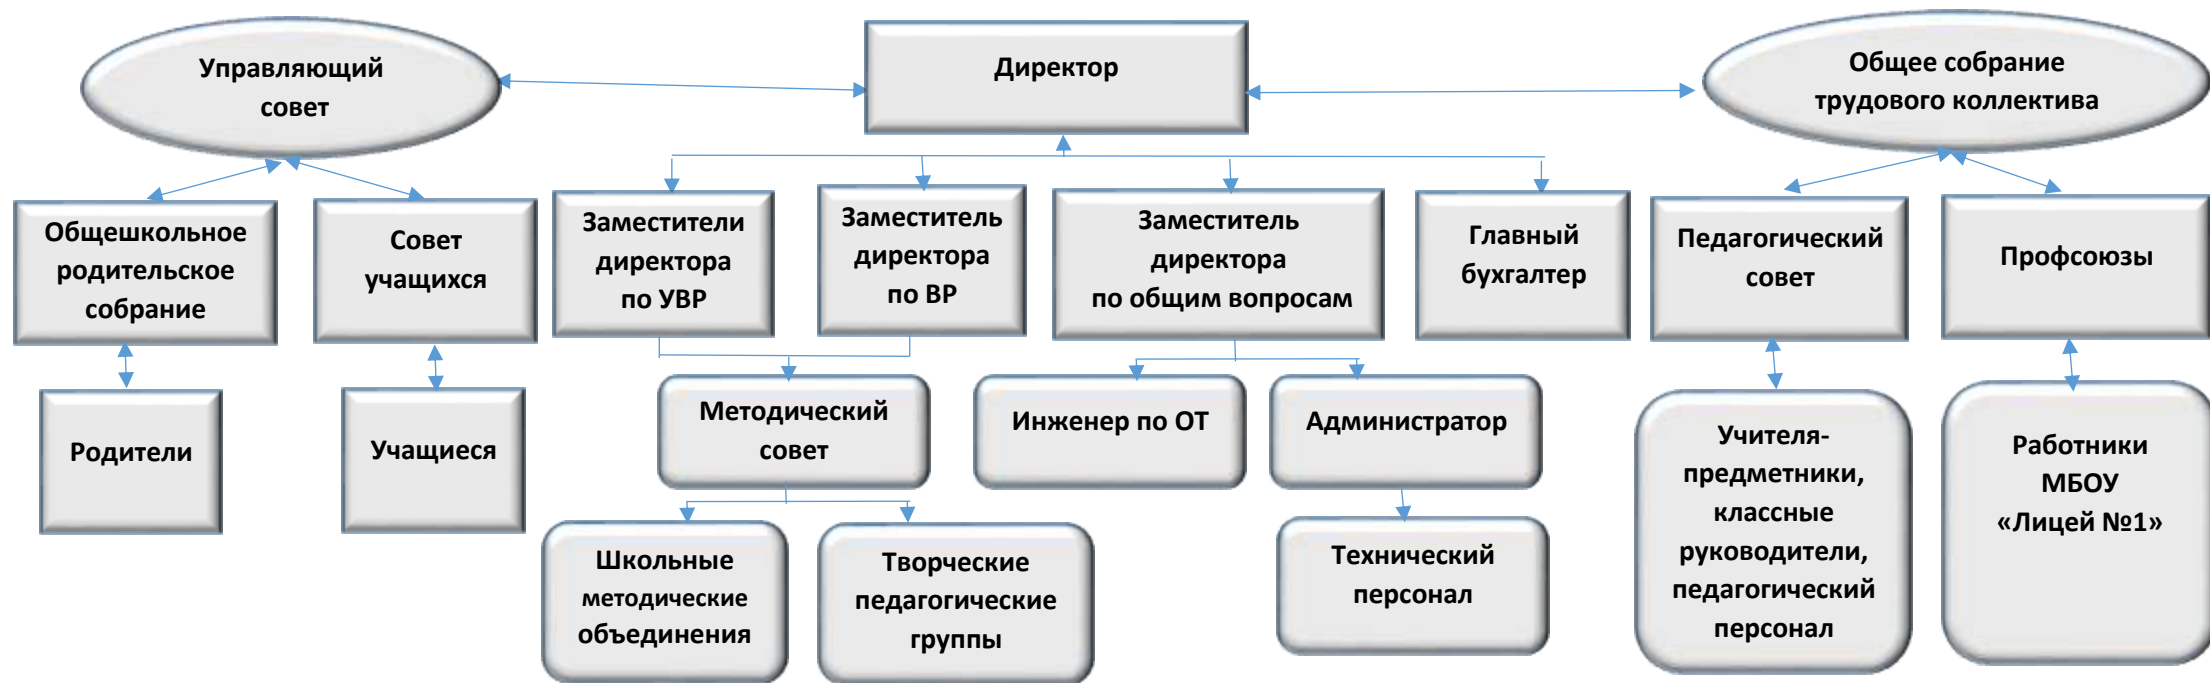 Управляющий
совет
Директор
Общее собрание
трудового коллектива
Общешкольное
родительское
собрание
Совет
учащихся
Заместители
директора
по УВР
Заместитель
директора
по ВР
Заместитель
директора
по общим вопросам
Главный
бухгалтер
Педагогический
совет
Профсоюзы
Родители
Учащиеся
Методический
совет
Инженер по ОТ
Администратор
Учителя-
предметники,
классные
руководители,
педагогический
персонал
Работники
МБОУ
«Лицей №1»
Школьные
методические
объединения
Творческие
педагогические
группы
Технический
персонал